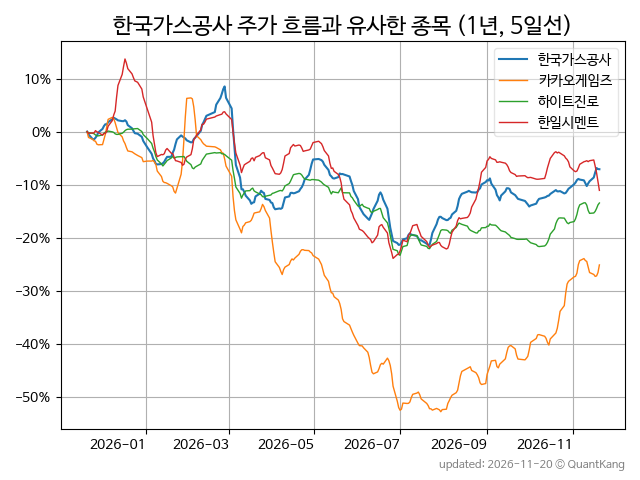 한국가스공사 주가 흐름과 유사한 종목 (1년, 5일선)
한국가스공사
카카오게임즈
하이트진로
한일시멘트
10%
0%
-10%
-20%
-30%
-40%
-50%
2026-01
2026-03
2026-05
2026-07
2026-09
2026-11
updated: 2026-11-20 © QuantKang